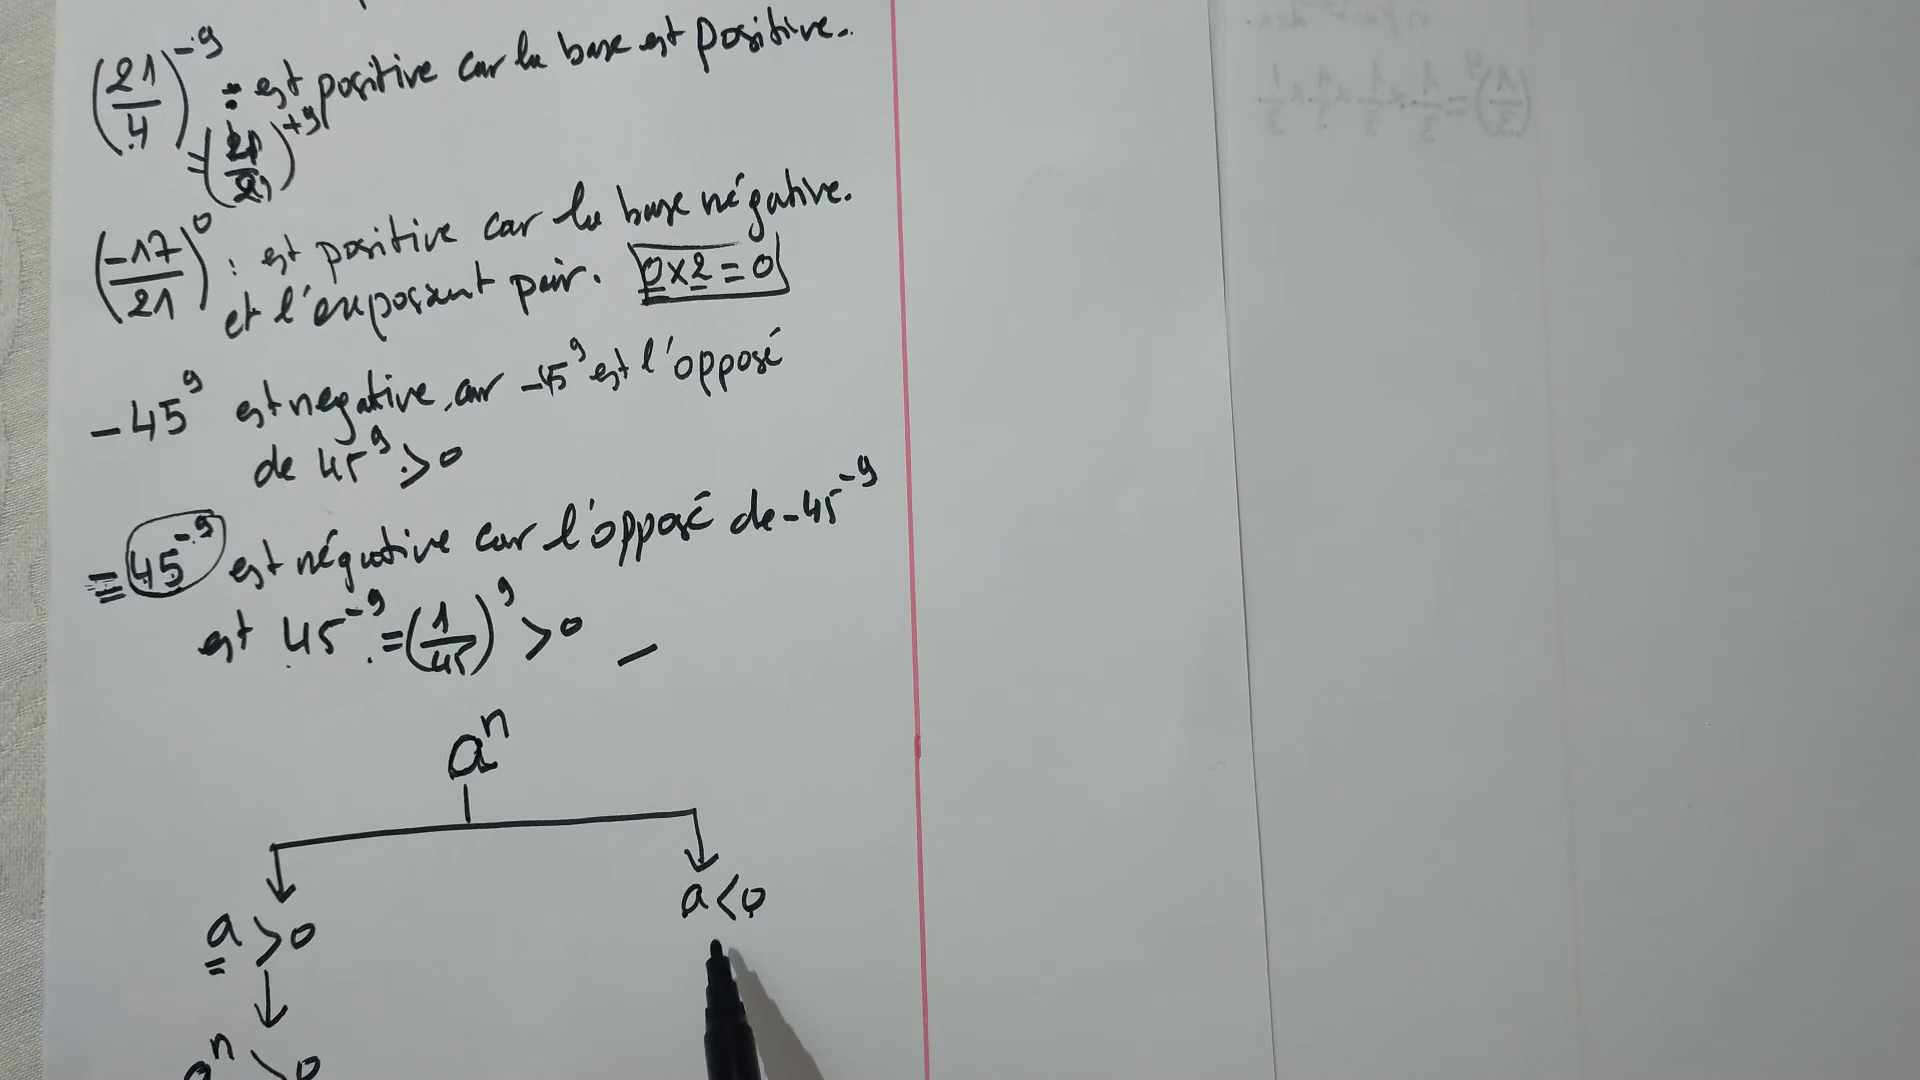 (21/4)^-9 : est positive car la base est positive.
=( / )^+9
(-17/21)^0 : est positive car la base négative.
et l'exposant pair. 0×2=0
-45^9 est negative, car -45^9 est l'opposé
de 45^9 >0
-45^-9 est négative car l'opposé de -45^-9
est 45^-9 = (1/45)^9 >0 -
a^n
a>0 a<0
a^n >0